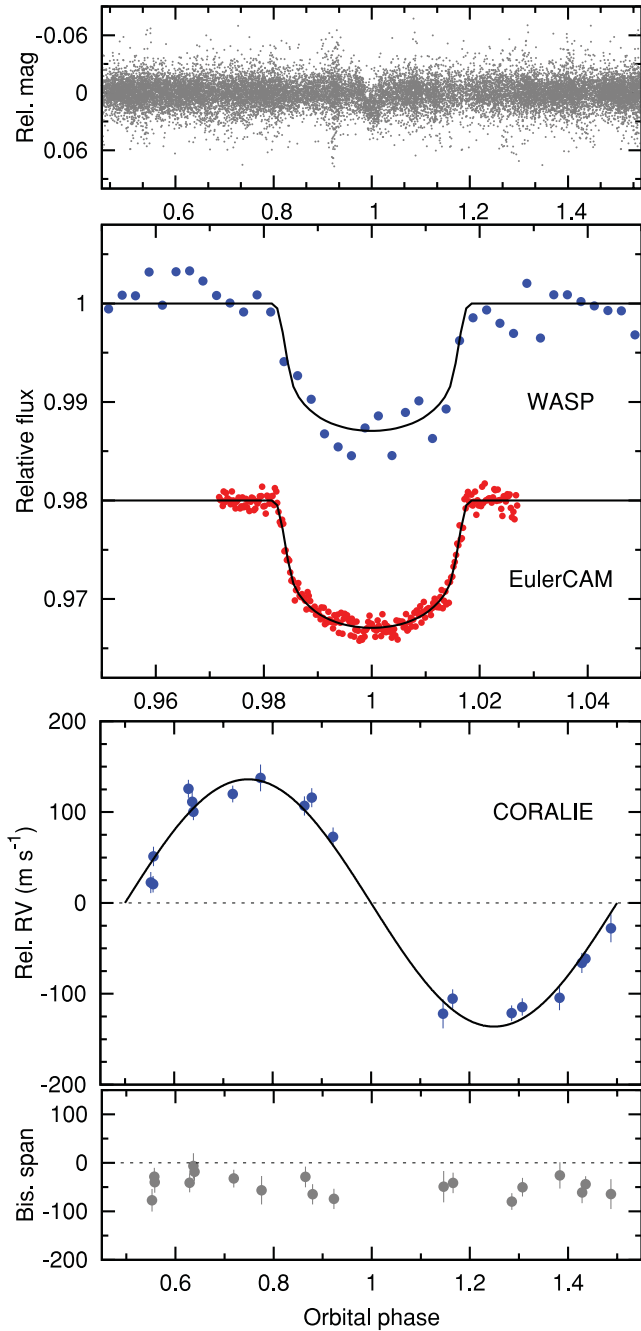 Rel. mag
-0.06
0
0.06
0.6 0.8 1 1.2 1.4
Relative flux
1
0.99
0.98
0.97
WASP
EulerCAM
0.96 0.98 1 1.02 1.04
Rel. RV (m s⁻¹)
200
100
0
-100
-200
CORALIE
Bis. span
100
0
-100
-200
0.6 0.8 1 1.2 1.4
Orbital phase